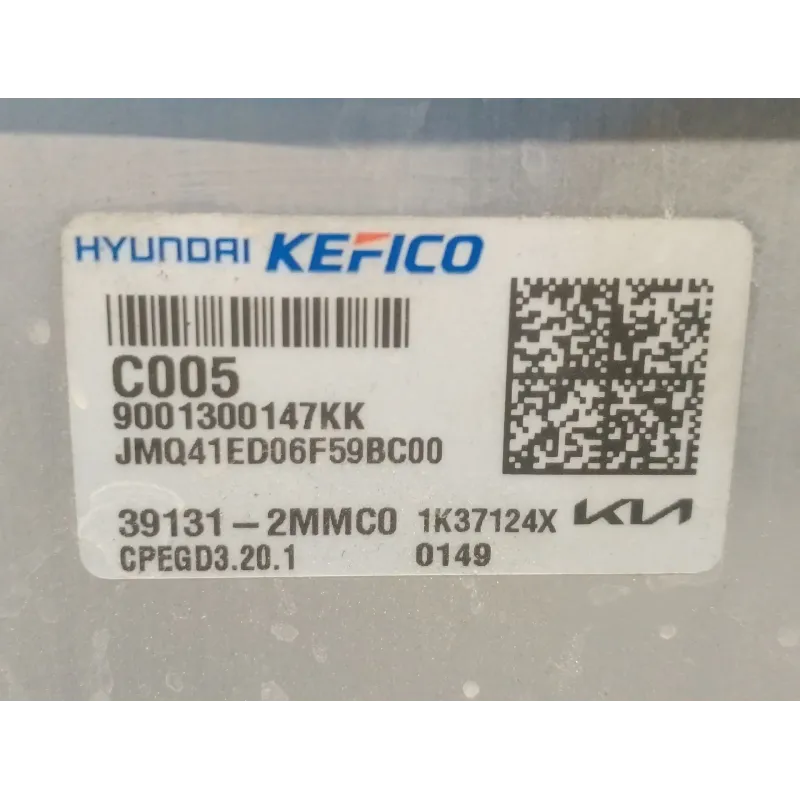 HYUNDAI KEFICO
C005
9001300147KK
JMQ41ED06F59BC00
39131-2MMC0 1K37124X KIA
CPEGD3.20.1 0149